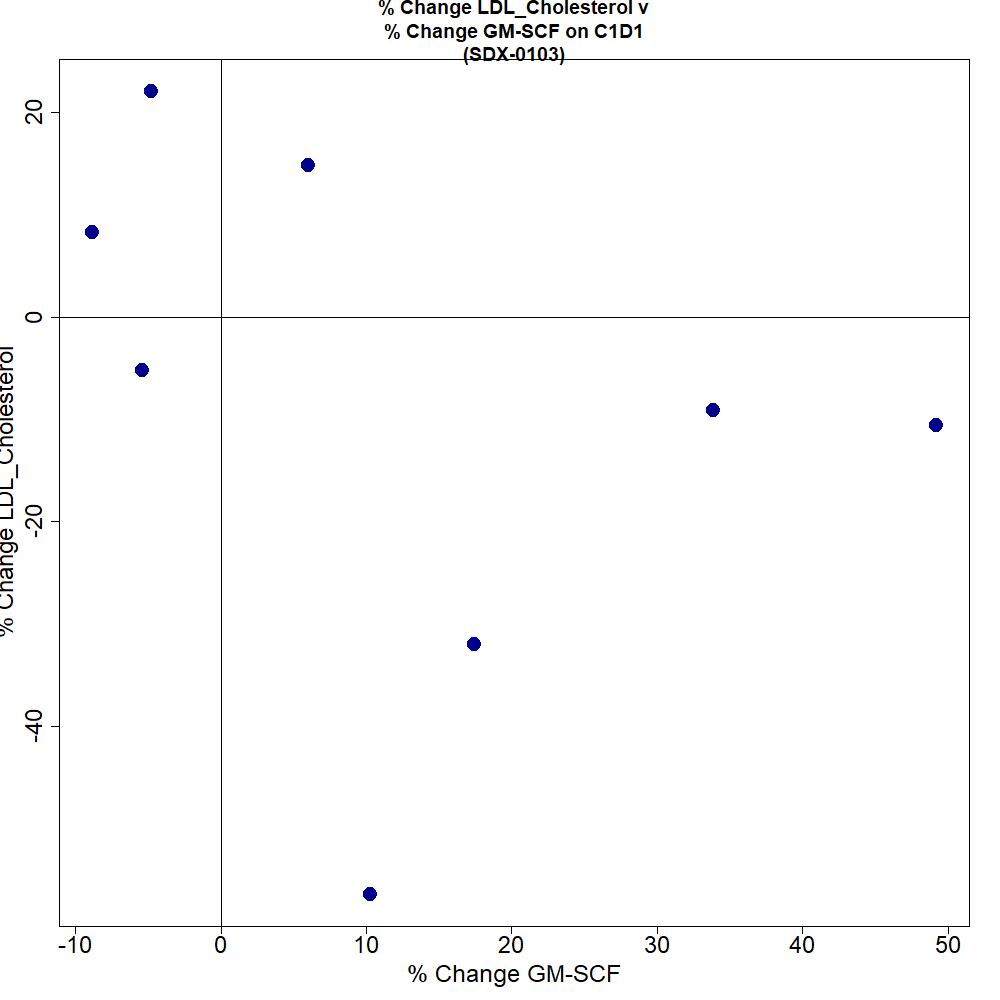 % Change LDL_Cholesterol v
% Change GM-SCF on C1D1
(SDX-0103)
20
0
-20
-40
% Change LDL_Cholesterol
-10
0
10
20
30
40
50
% Change GM-SCF